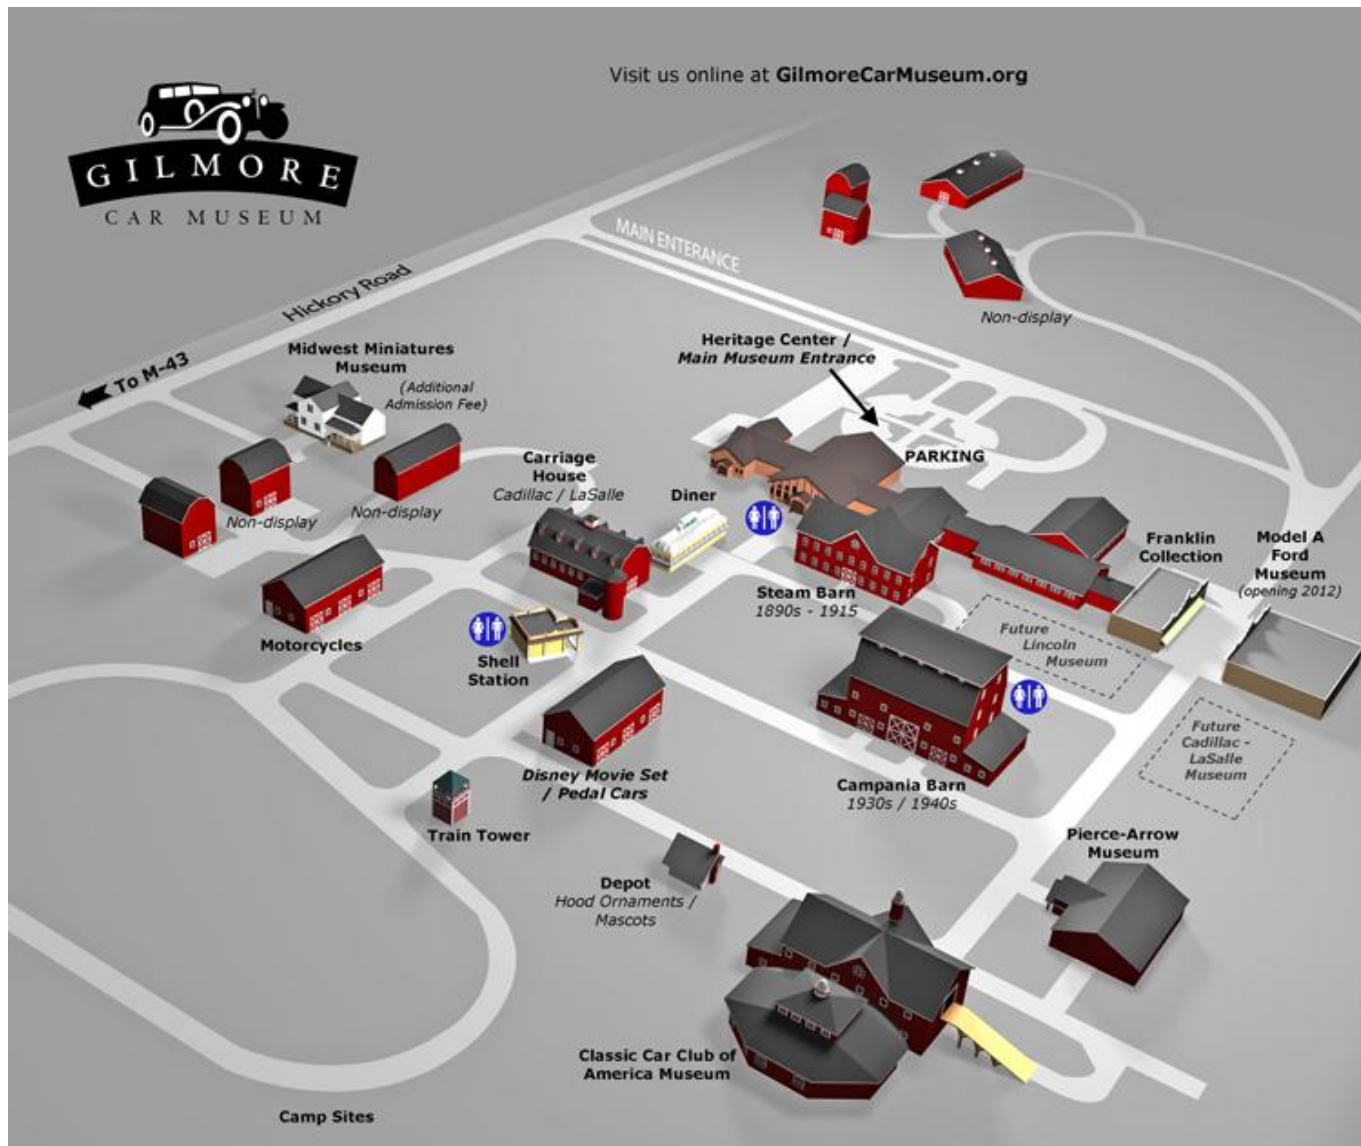 Visit us online at GilmoreCarMuseum.org
GILMORE
CAR MUSEUM
MAIN ENTERANCE
Hickory Road
To M-43
Non-display
Midwest Miniatures
Museum
(Additional
Admission Fee)
Heritage Center /
Main Museum Entrance
PARKING
Carriage
House
Cadillac / LaSalle
Diner
Non-display
Non-display
Franklin
Collection
Model A
Ford
Museum
(opening 2012)
Steam Barn
1890s - 1915
Motorcycles
Shell
Station
Future
Lincoln
Museum
Future
Cadillac -
LaSalle
Museum
Disney Movie Set
/ Pedal Cars
Campania Barn
1930s / 1940s
Train Tower
Pierce-Arrow
Museum
Depot
Hood Ornaments /
Mascots
Classic Car Club of
America Museum
Camp Sites